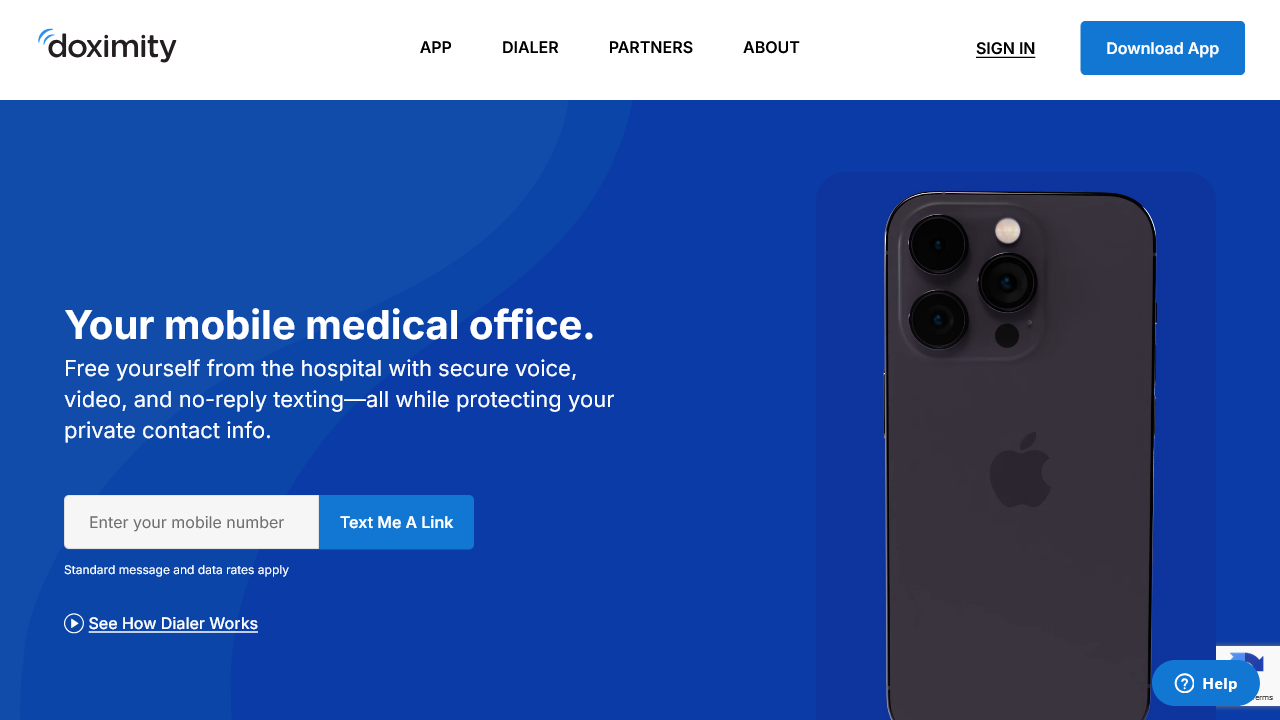 doximity
APP
DIALER
PARTNERS
ABOUT
SIGN IN
Download App
Your mobile medical office.
Free yourself from the hospital with secure voice,
video, and no-reply texting—all while protecting your
private contact info.
Enter your mobile number
Text Me A Link
Standard message and data rates apply
See How Dialer Works
Help